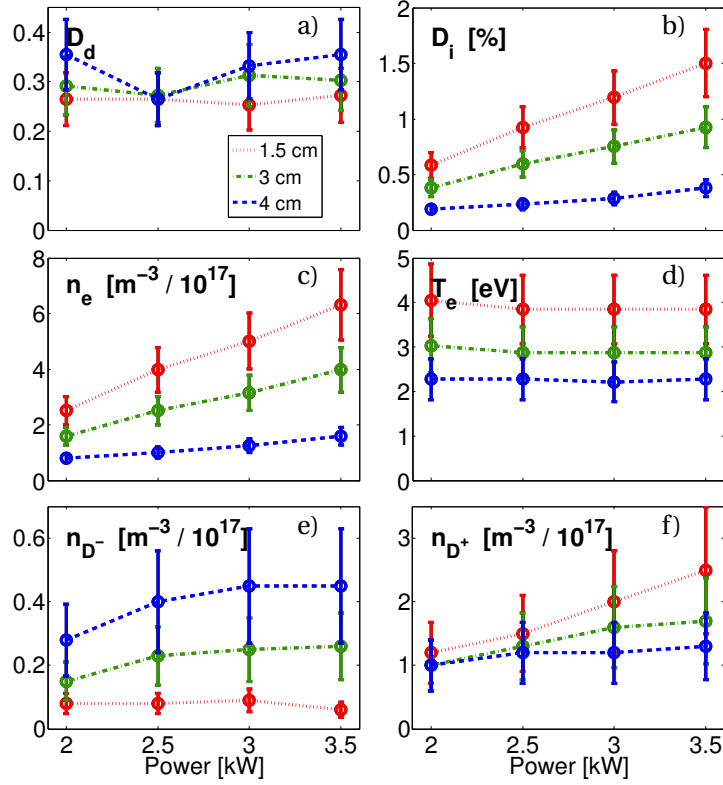 D_d a)
0.4
0.3
0.2
0.1
0
1.5 cm
3 cm
4 cm
D_i [%] b)
2
1.5
1
0.5
0
n_e [m^−3 / 10^17] c)
8
6
4
2
0
T_e [eV] d)
5
4
3
2
1
0
n_D^− [m^−3 / 10^17] e)
0.6
0.4
0.2
0
2 2.5 3 3.5
Power [kW]
n_D^+ [m^−3 / 10^17] f)
3
2
1
0
2 2.5 3 3.5
Power [kW]